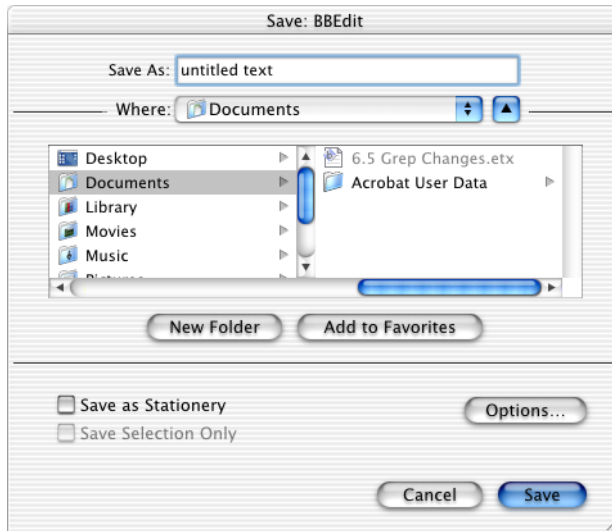 Save: BBEdit
Save As: untitled text
Where: Documents
Desktop
Documents
Library
Movies
Music
6.5 Grep Changes.etx
Acrobat User Data
New Folder
Add to Favorites
Save as Stationery
Save Selection Only
Options...
Cancel
Save